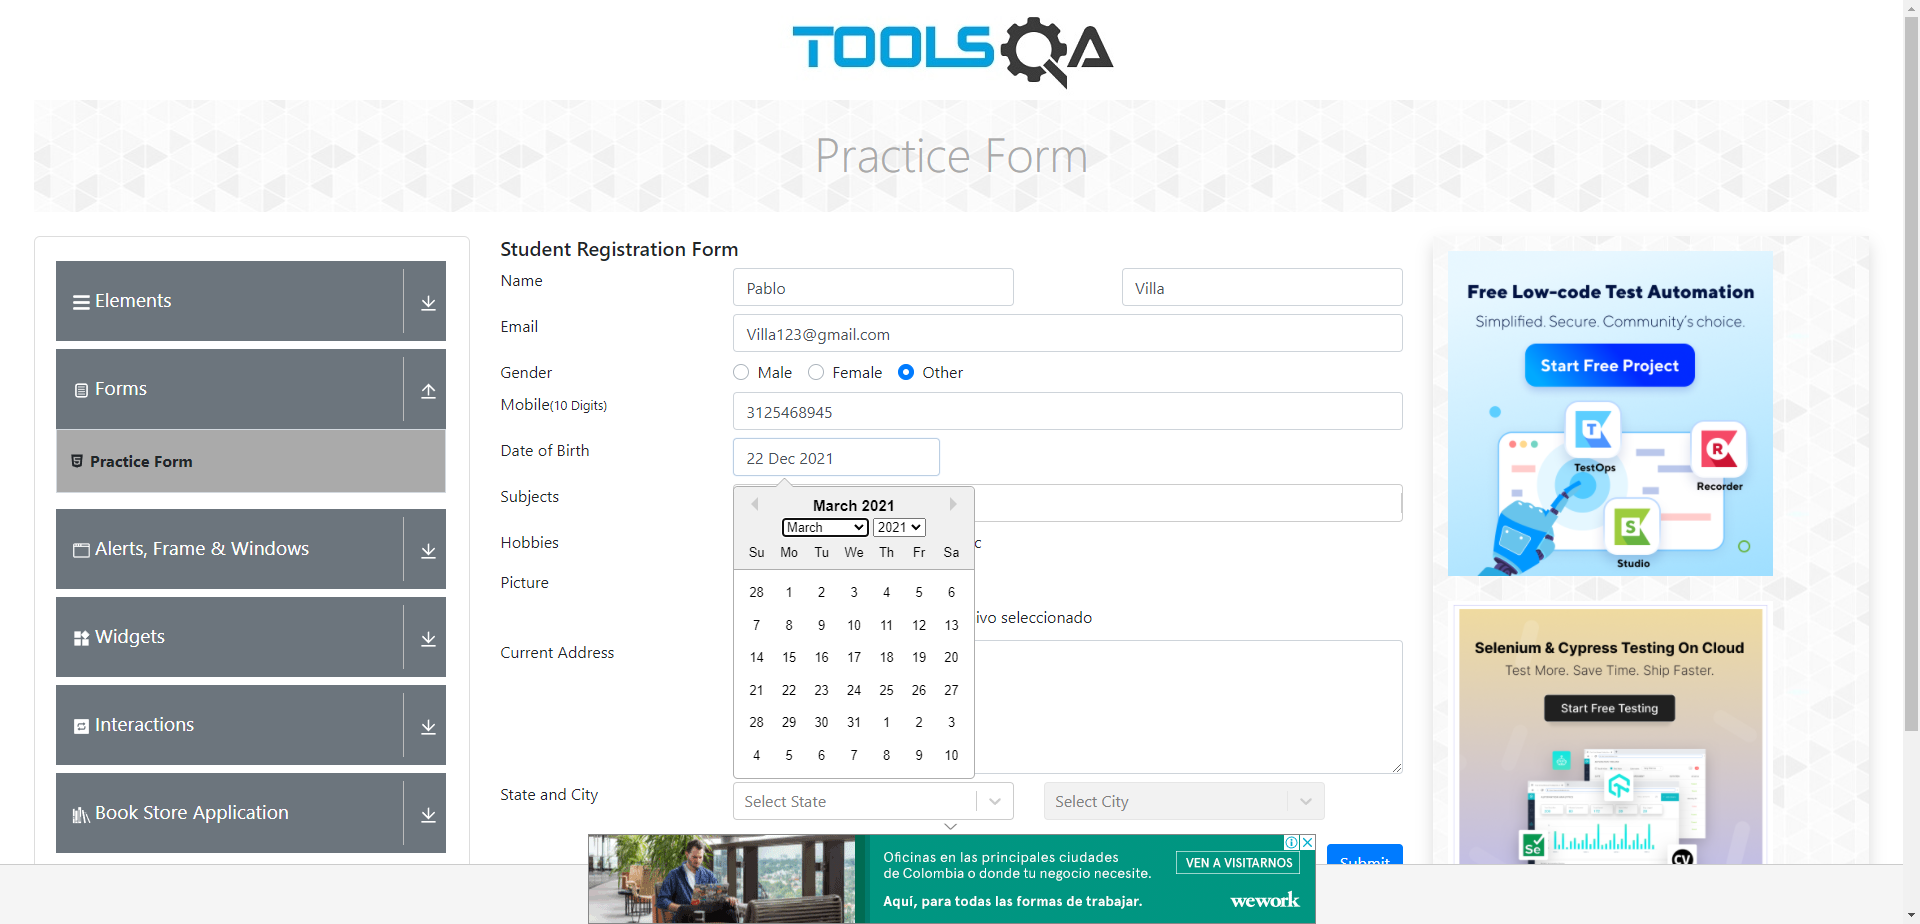 TOOLSQA
Practice Form
Elements
Forms
Practice Form
Alerts, Frame & Windows
Widgets
Interactions
Book Store Application
Student Registration Form
Name
Pablo
Villa
Email
Villa123@gmail.com
Gender
Male
Female
Other
Mobile(10 Digits)
3125468945
Date of Birth
22 Dec 2021
March 2021
March
2021
Su Mo Tu We Th Fr Sa
28 1 2 3 4 5 6
7 8 9 10 11 12 13
14 15 16 17 18 19 20
21 22 23 24 25 26 27
28 29 30 31 1 2 3
4 5 6 7 8 9 10
Subjects
Hobbies
c
Picture
ivo seleccionado
Current Address
State and City
Select State
Select City
Submit
Free Low-code Test Automation
Simplified. Secure. Community's choice.
Start Free Project
T
TestOps
R
Recorder
S
Studio
Selenium & Cypress Testing On Cloud
Test More. Save Time. Ship Faster.
Start Free Testing
Se
CV
Oficinas en las principales ciudades
de Colombia o donde tu negocio necesite.
Aquí, para todas las formas de trabajar.
VEN A VISITARNOS
wework